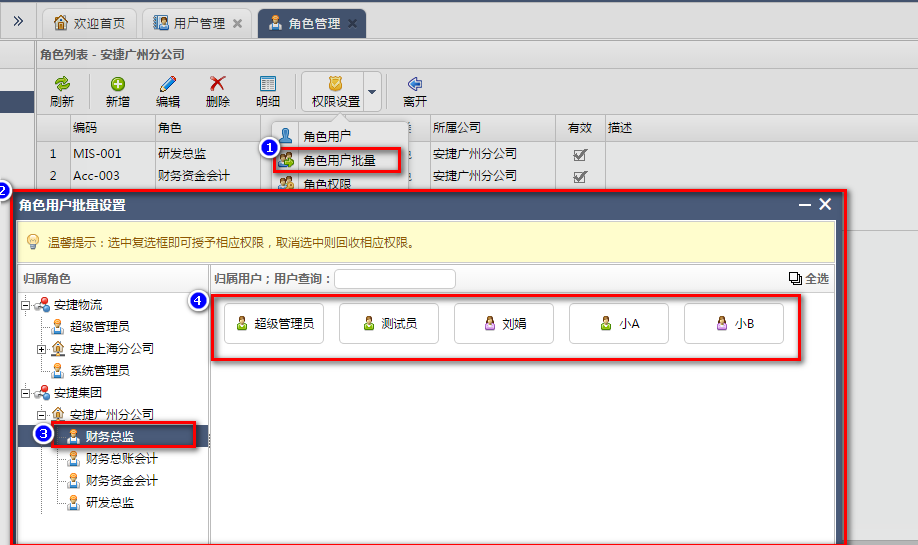 欢迎首页 用户管理 角色管理
角色列表 - 安捷广州分公司
刷新 新增 编辑 删除 明细 权限设置 离开
编码 角色 所属公司 有效 描述
角色用户
1
1 MIS-001 研发总监 安捷广州分公司
角色用户批量
2 Acc-003 财务资金会计 安捷广州分公司
角色权限
2
角色用户批量设置
温馨提示：选中复选框即可授予相应权限，取消选中则回收相应权限。
归属角色 归属用户；用户查询： 全选
4
安捷物流
超级管理员 测试员 刘娟 小A 小B
超级管理员
安捷上海分公司
系统管理员
安捷集团
安捷广州分公司
3 财务总监
财务总账会计
财务资金会计
研发总监